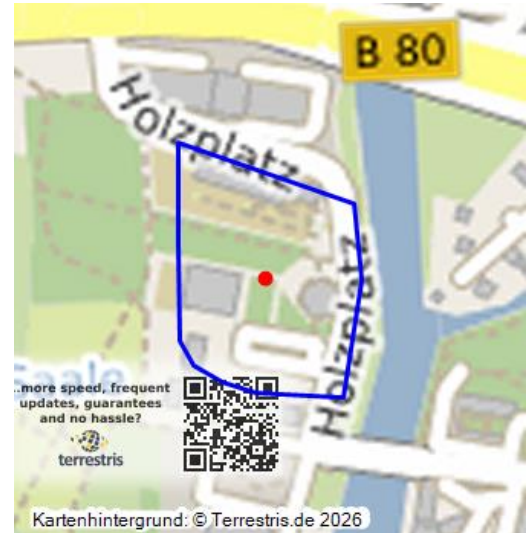 B 80
Holzplatz
Holzplatz
Saale
...more speed, frequent
updates, guarantees
and no hassle?
terrestris
Kartenhintergrund: © Terrestris.de 2026